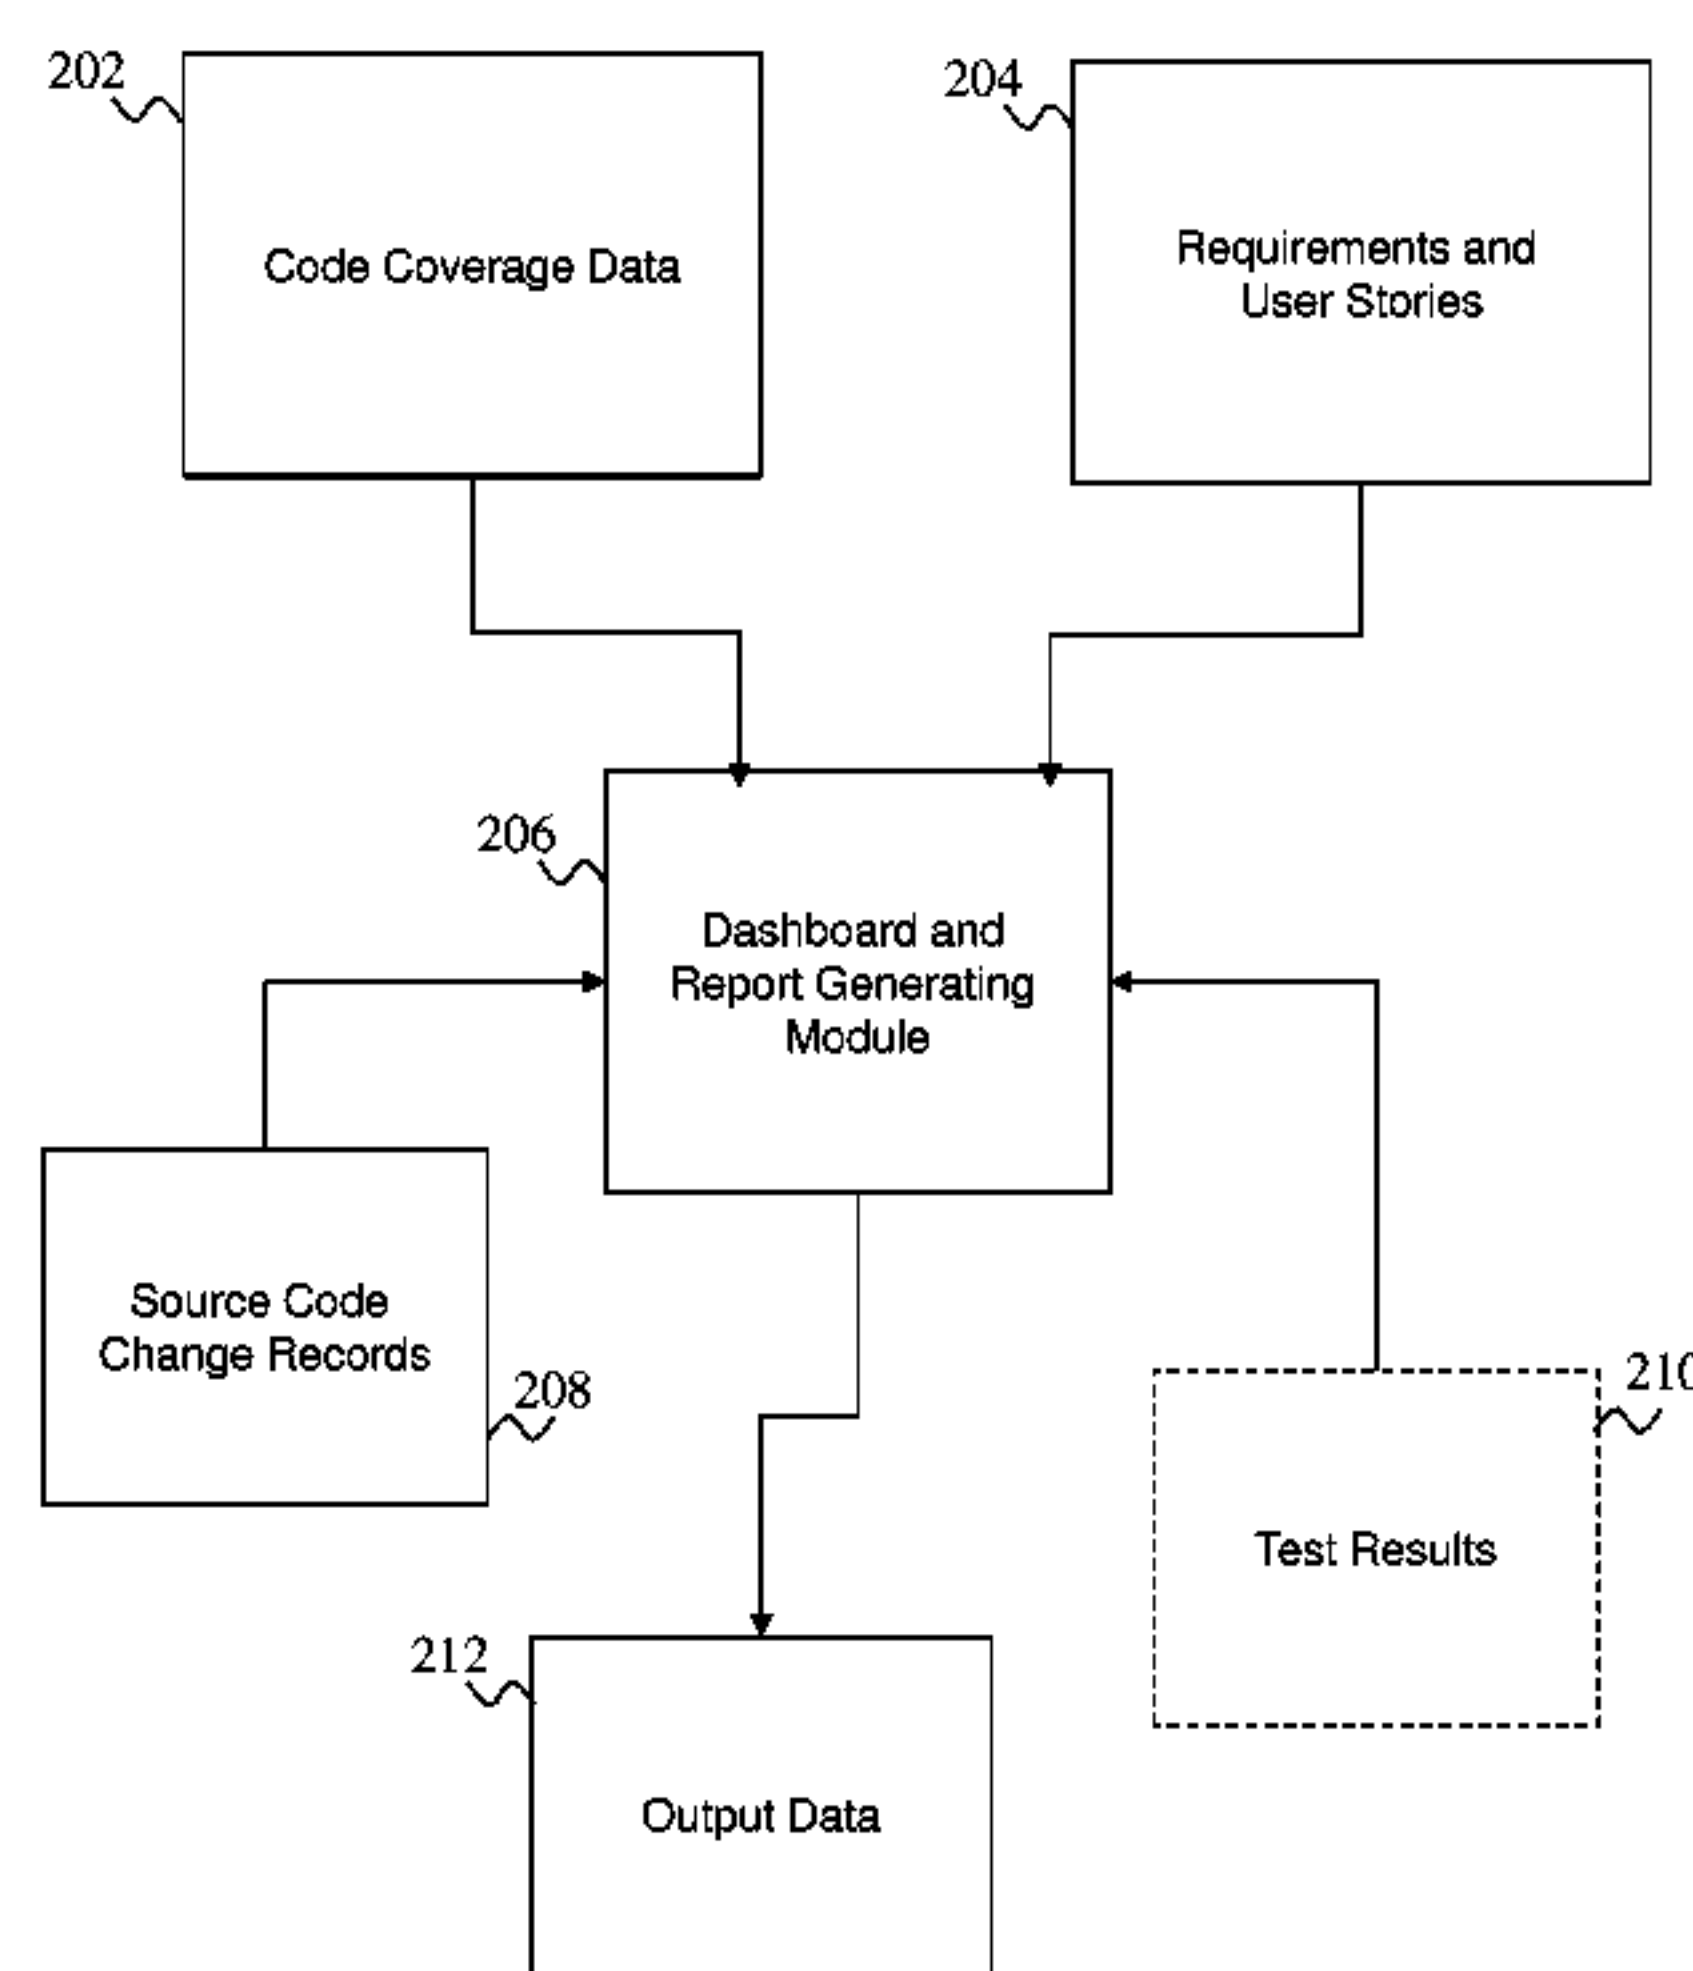 202
Code Coverage Data
204
Requirements and
User Stories
206
Dashboard and
Report Generating
Module
Source Code
Change Records
208
210
Test Results
212
Output Data